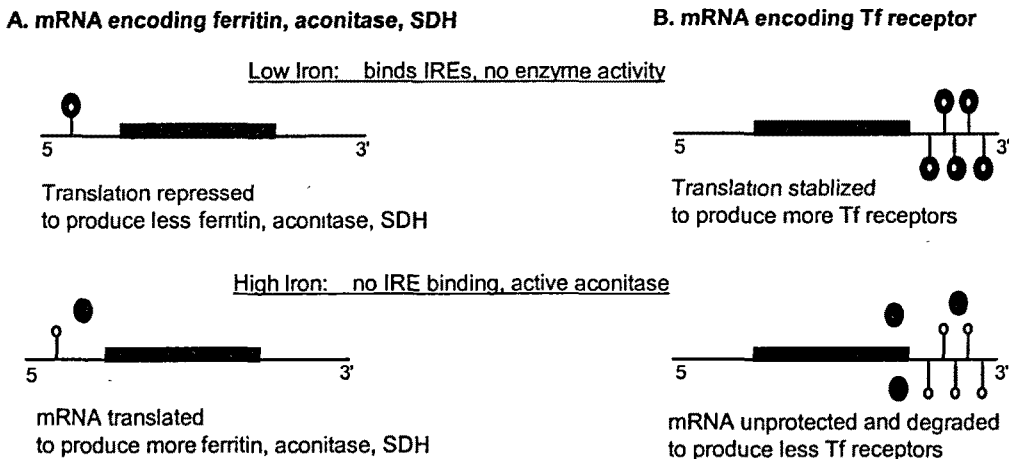 A. mRNA encoding ferritin, aconitase, SDH
B. mRNA encoding Tf receptor
Low Iron: binds IREs, no enzyme activity
5 3'
5 3'
Translation repressed
to produce less ferritin, aconitase, SDH
Translation stablized
to produce more Tf receptors
High Iron: no IRE binding, active aconitase
5 3'
5 3'
mRNA translated
to produce more ferritin, aconitase, SDH
mRNA unprotected and degraded
to produce less Tf receptors